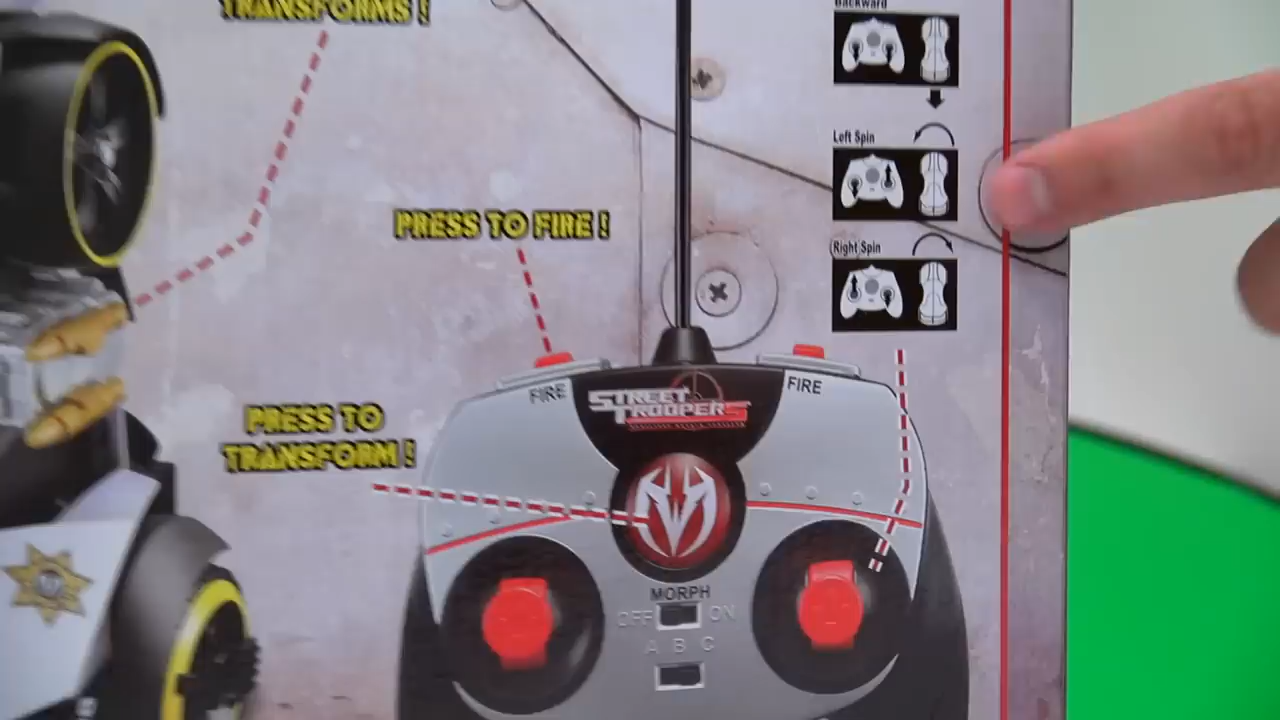 TRANSFORMS !
Backward
Left Spin
PRESS TO FIRE !
Right Spin
FIRE
STREET
TROOPERS
FIRE
PRESS TO
TRANSFORM !
MORPH
OFF ON
A B C